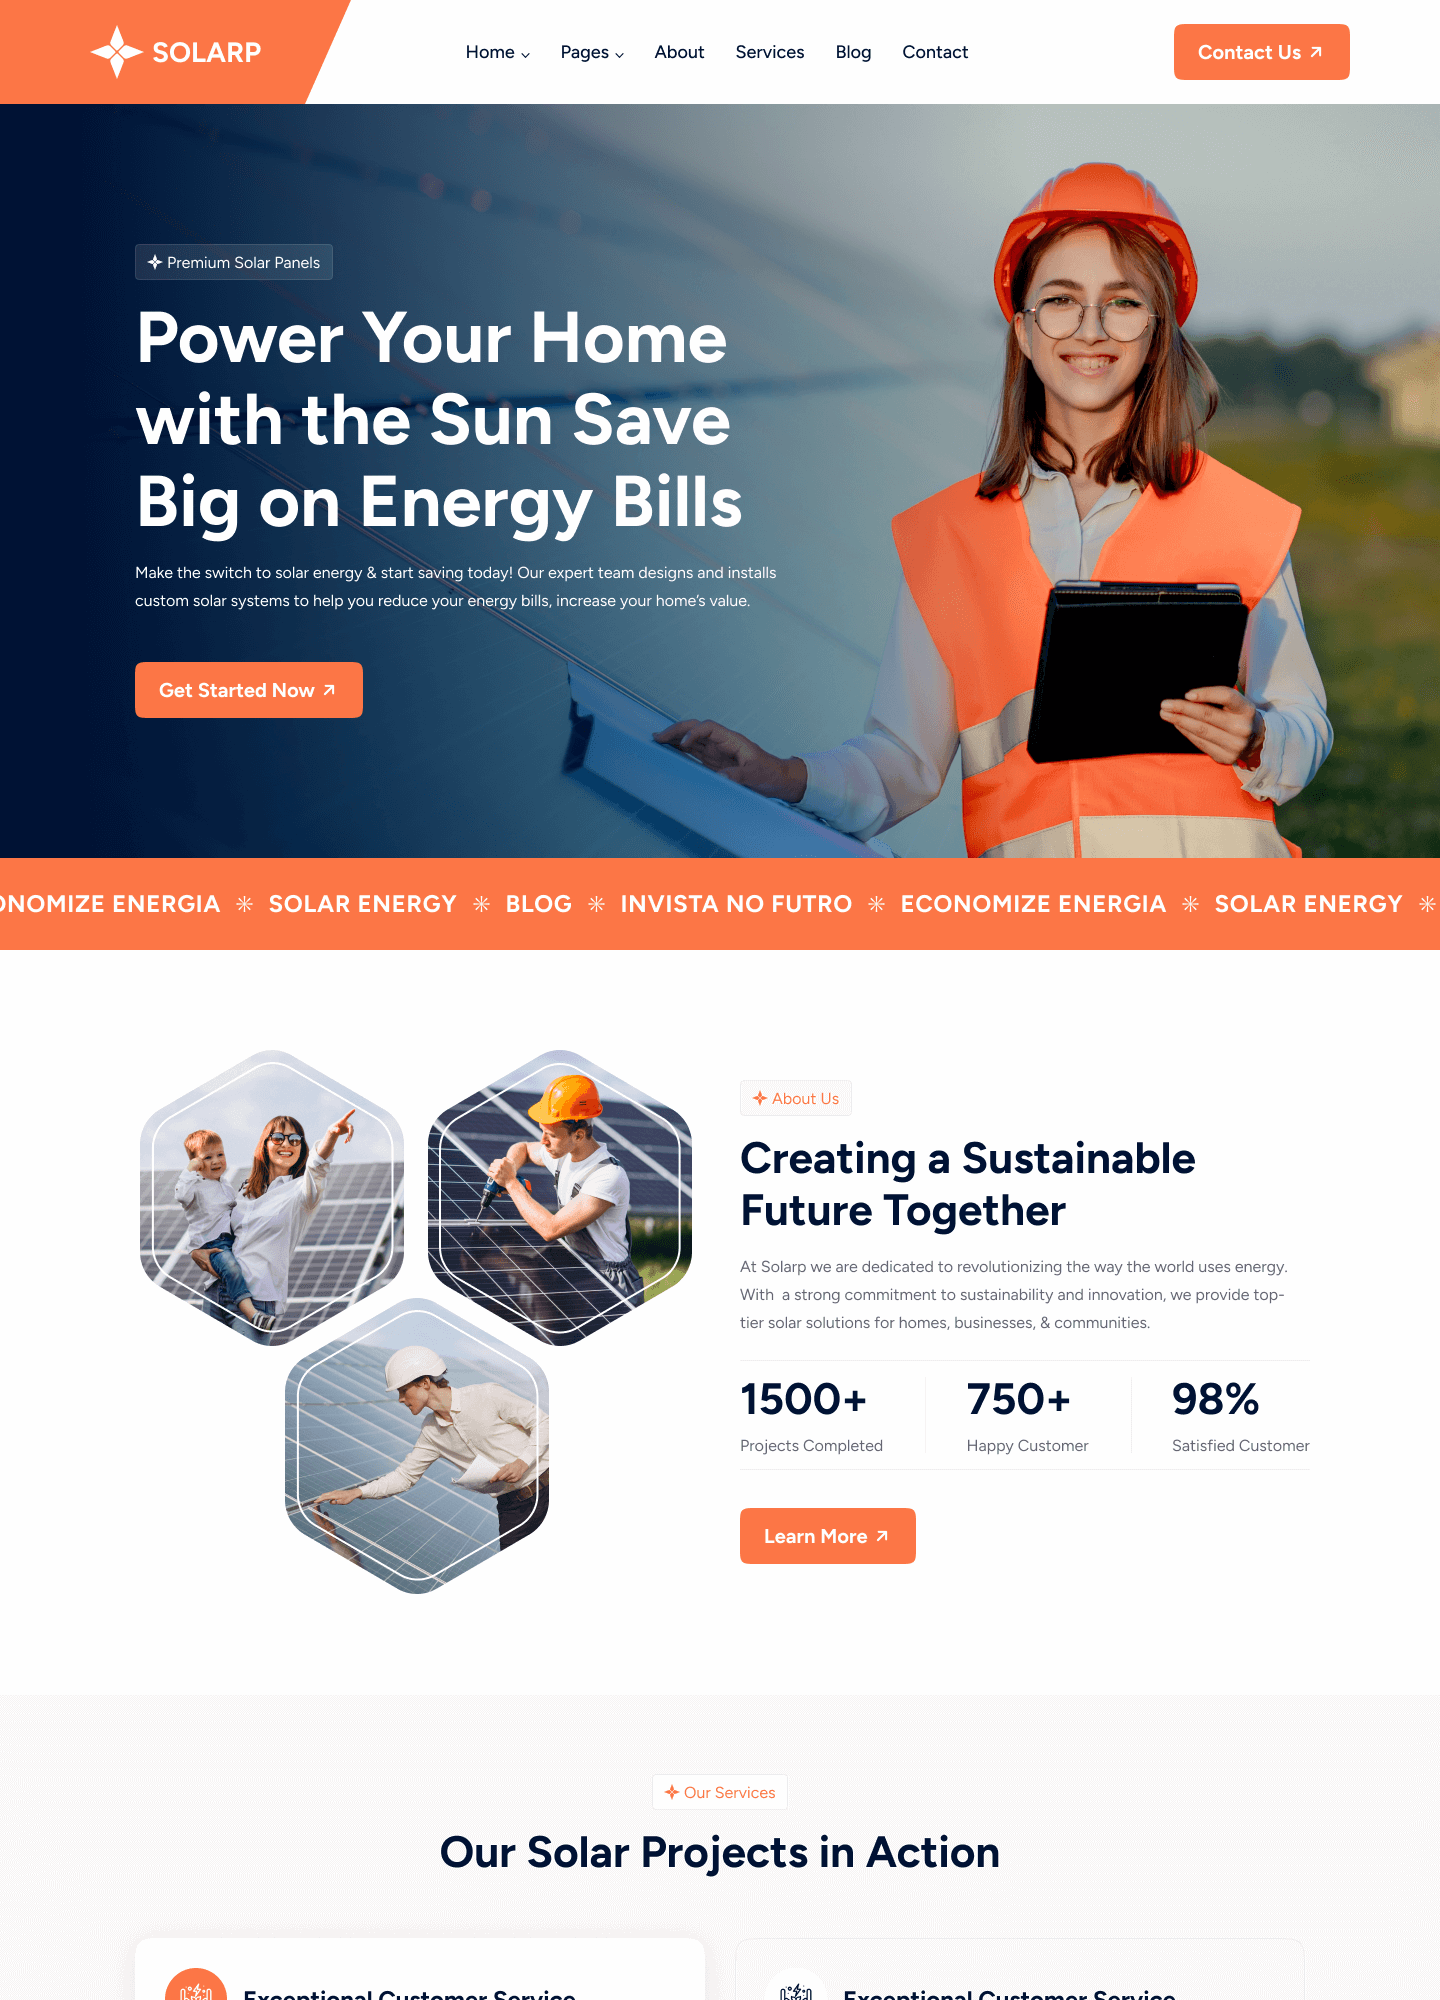 SOLARP
Home
Pages
About
Services
Blog
Contact
Contact Us
Premium Solar Panels
Power Your Home
with the Sun Save
Big on Energy Bills
Make the switch to solar energy & start saving today! Our expert team designs and installs
custom solar systems to help you reduce your energy bills, increase your home's value.
Get Started Now
ONOMIZE ENERGIA SOLAR ENERGY BLOG INVISTA NO FUTRO ECONOMIZE ENERGIA SOLAR ENERGY
About Us
Creating a Sustainable
Future Together
At Solarp we are dedicated to revolutionizing the way the world uses energy.
With a strong commitment to sustainability and innovation, we provide top-
tier solar solutions for homes, businesses, & communities.
1500+
Projects Completed
750+
Happy Customer
98%
Satisfied Customer
Learn More
Our Services
Our Solar Projects in Action
Exceptional Customer Service
Exceptional Customer Service